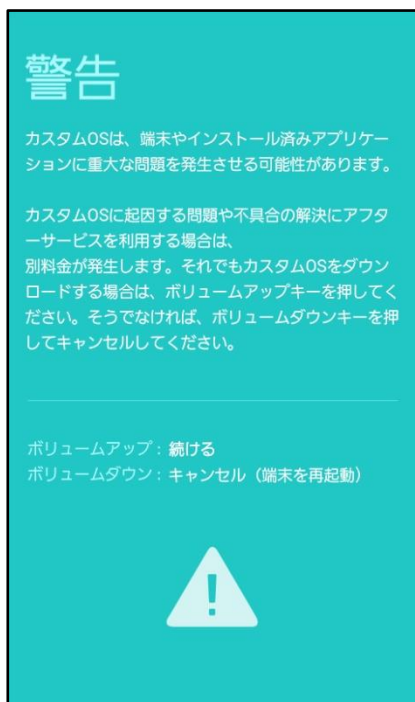 警告
カスタムOSは、端末やインストール済みアプリケー
ションに重大な問題を発生させる可能性があります。
カスタムOSに起因する問題や不具合の解決にアフタ
ーサービスを利用する場合は、
別料金が発生します。それでもカスタムOSをダウン
ロードする場合は、ボリュームアップキーを押してく
ださい。そうでなければ、ボリュームダウンキーを押
してキャンセルしてください。
ボリュームアップ : 続ける
ボリュームダウン : キャンセル（端末を再起動）
!